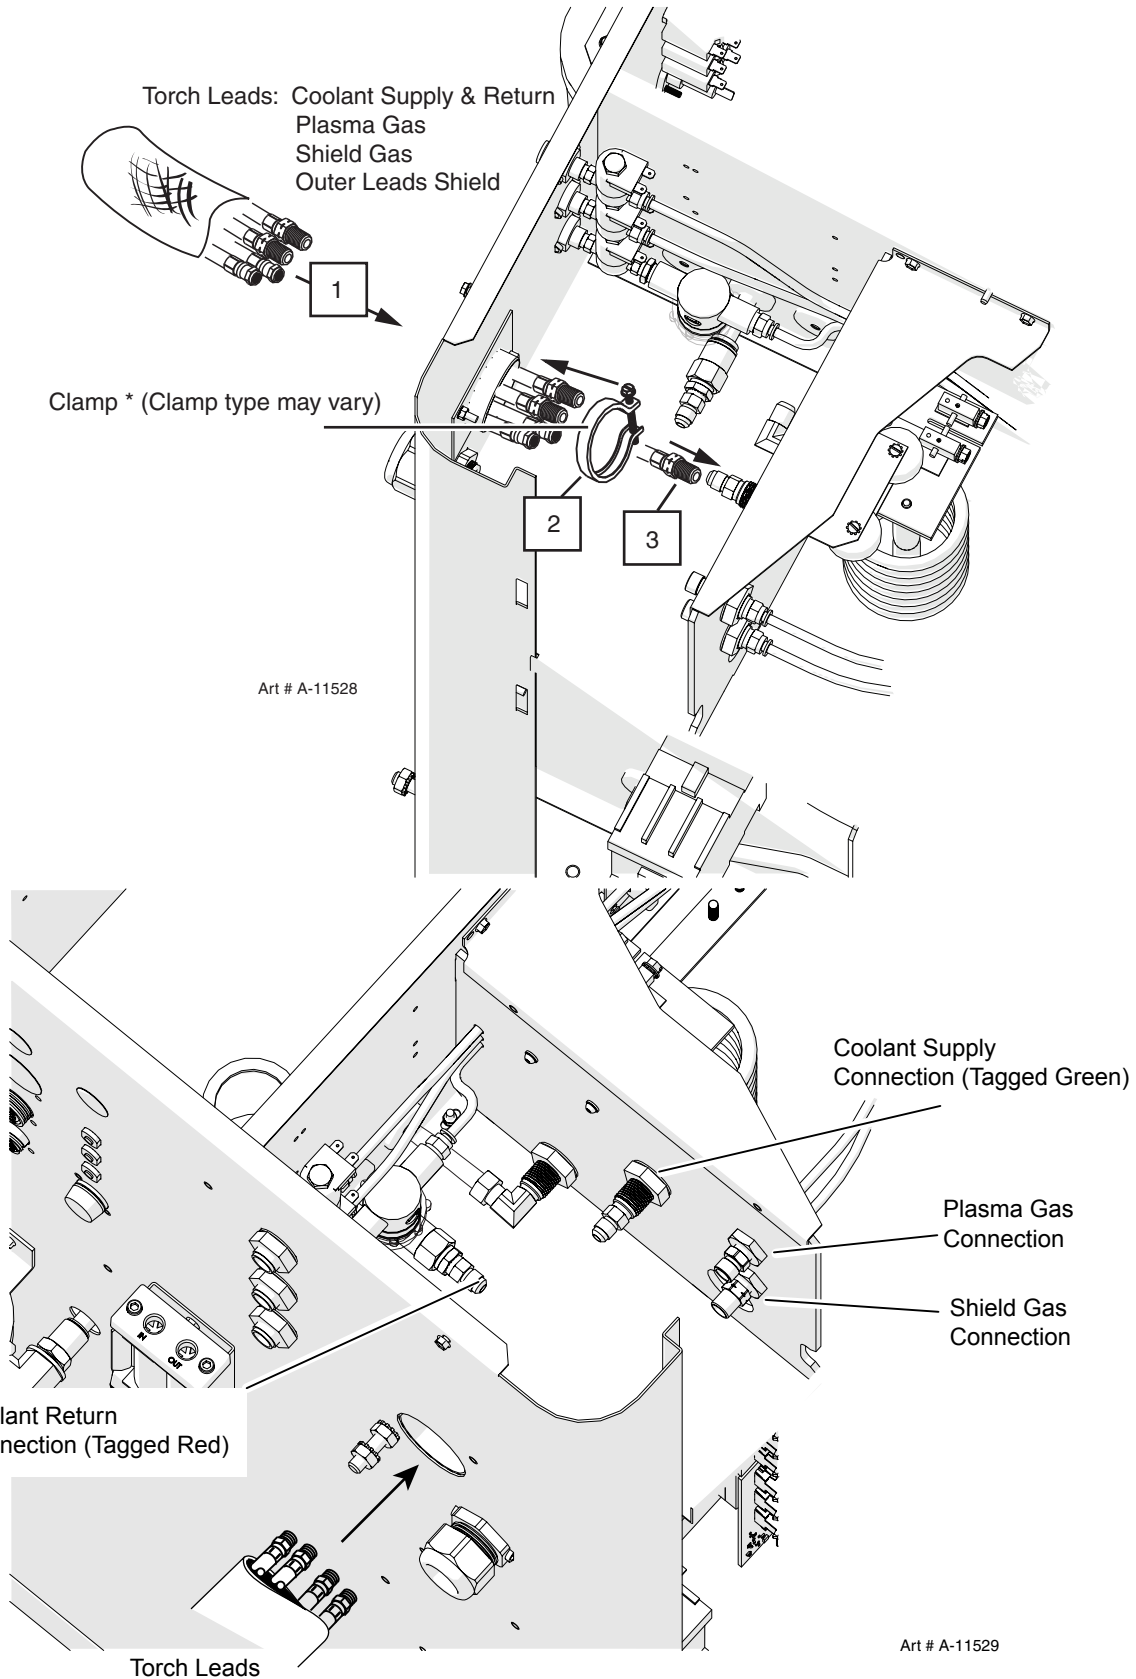 Torch Leads: Coolant Supply & Return
Plasma Gas
Shield Gas
Outer Leads Shield
1
Clamp * (Clamp type may vary)
2
3
Art # A-11528
Coolant Supply
Connection (Tagged Green)
Plasma Gas
Connection
Shield Gas
Connection
IN
OUT
lant Return
nnection (Tagged Red)
Torch Leads
Art # A-11529